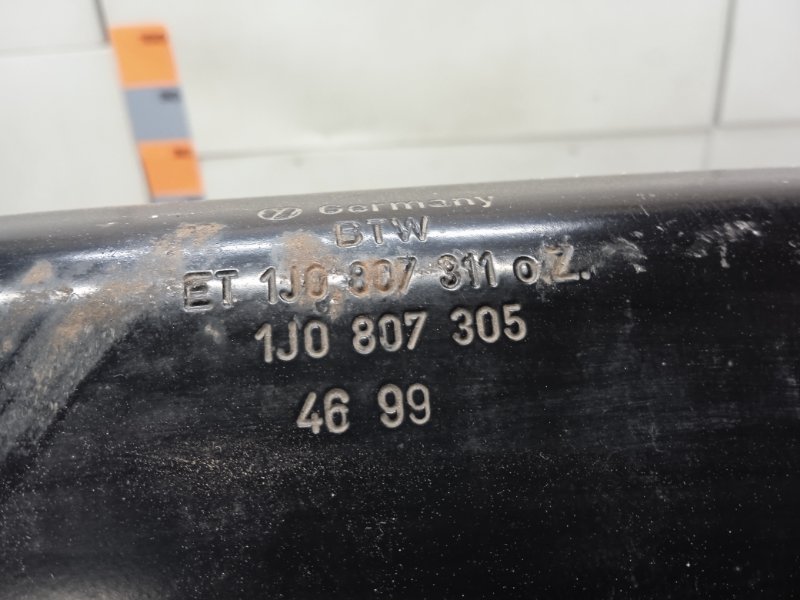 Germany
BTW
ET 1J0 807 311 o.Z.
1J0 807 305
46 99